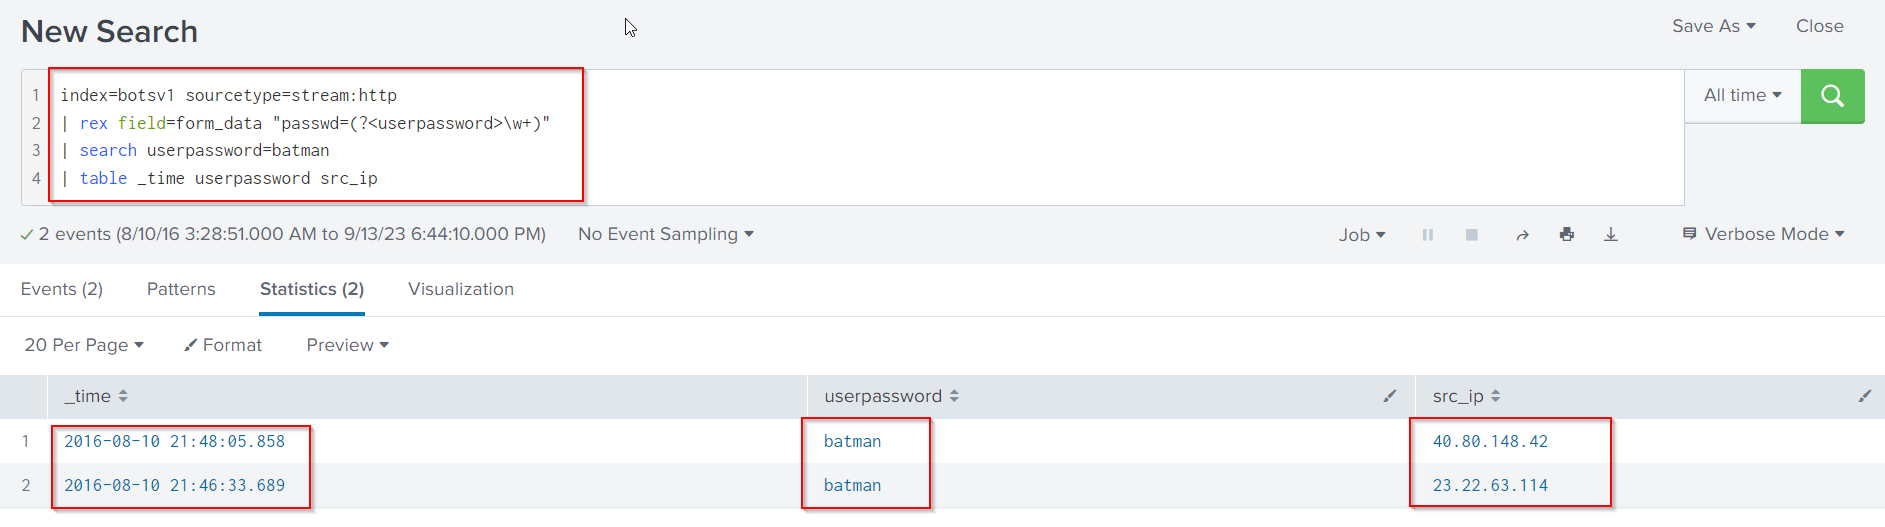 New Search
Save As
Close
1 index=botsv1 sourcetype=stream:http
2 | rex field=form_data "passwd=(?<userpassword>\w+)"
3 | search userpassword=batman
4 | table _time userpassword src_ip
All time
2 events (8/10/16 3:28:51.000 AM to 9/13/23 6:44:10.000 PM)
No Event Sampling
Job
Verbose Mode
Events (2)
Patterns
Statistics (2)
Visualization
20 Per Page
Format
Preview
_time userpassword src_ip
1 2016-08-10 21:48:05.858 batman 40.80.148.42
2 2016-08-10 21:46:33.689 batman 23.22.63.114